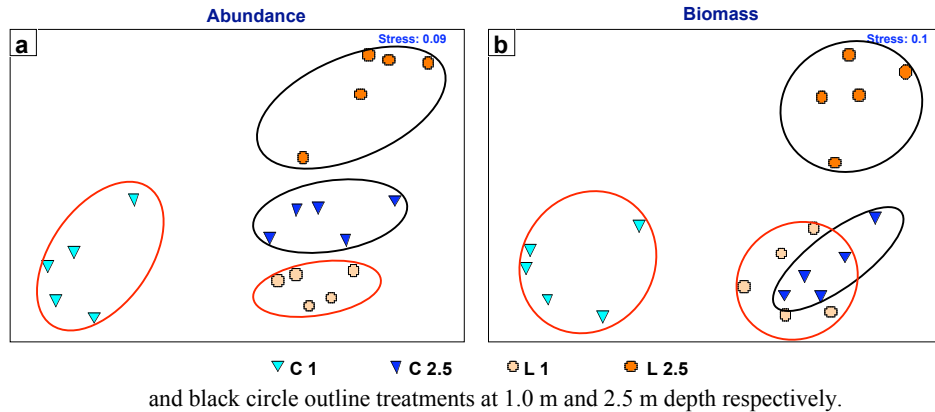 Abundance
Biomass
a
Stress: 0.09
b
Stress: 0.1
C 1
C 2.5
L 1
L 2.5
and black circle outline treatments at 1.0 m and 2.5 m depth respectively.